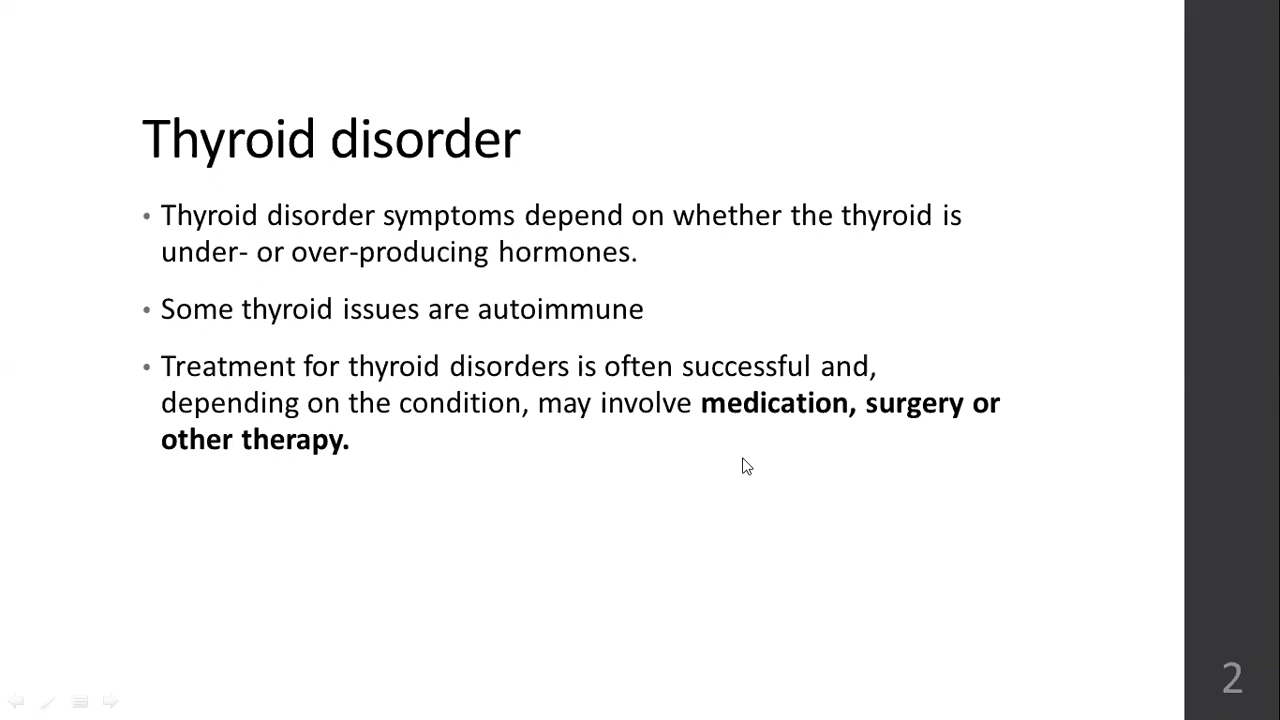 Thyroid disorder
• Thyroid disorder symptoms depend on whether the thyroid is
under- or over-producing hormones.
• Some thyroid issues are autoimmune
• Treatment for thyroid disorders is often successful and,
depending on the condition, may involve medication, surgery or
other therapy.
2